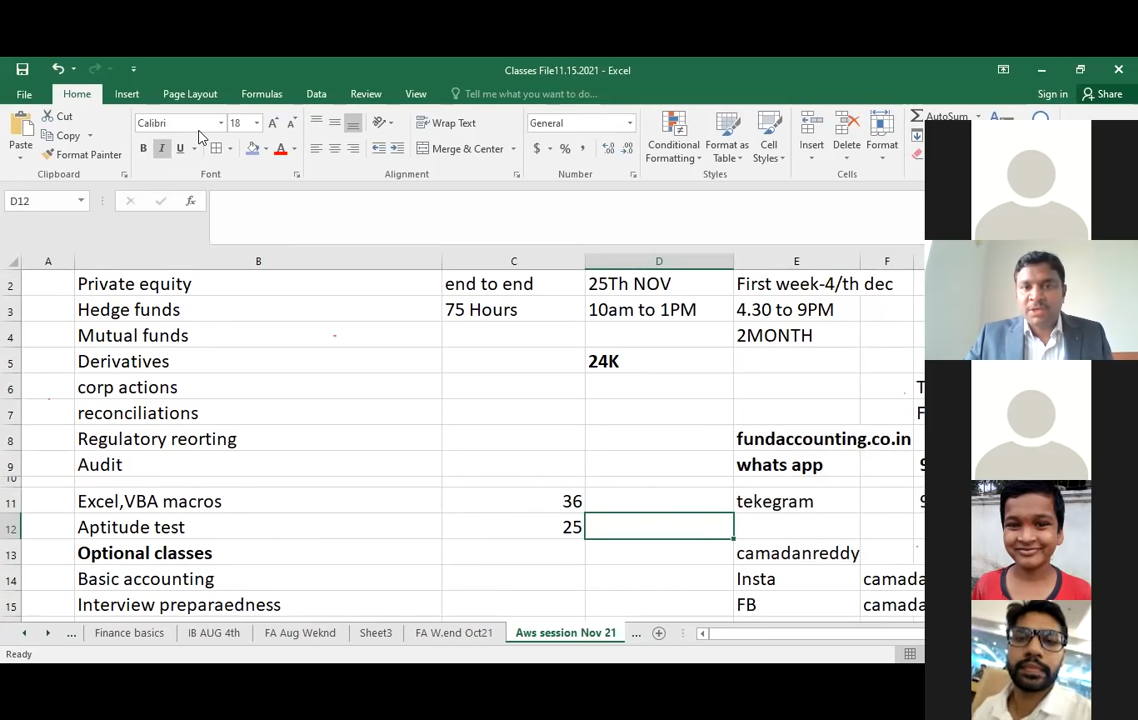 Classes File11.15.2021 - Excel
File Home Insert Page Layout Formulas Data Review View Tell me what you want to do... Sign in Share
Paste Cut Copy Format Painter Clipboard
Calibri 18 A A B I U Font
Wrap Text Merge & Center Alignment
General $ % , Number
Conditional Formatting Format as Table Cell Styles Styles
Insert Delete Format Cells
AutoSum
D12 fx
A B C D E F
2 Private equity end to end 25Th NOV First week-4/th dec
3 Hedge funds 75 Hours 10am to 1PM 4.30 to 9PM
4 Mutual funds 2MONTH
5 Derivatives 24K
6 corp actions T
7 reconciliations F
8 Regulatory reorting fundaccounting.co.in
9 Audit whats app 9
10
11 Excel,VBA macros 36 tekegram 9
12 Aptitude test 25
13 Optional classes camadanreddy
14 Basic accounting Insta camada
15 Interview preparaedness FB camada
... Finance basics IB AUG 4th FA Aug Weknd Sheet3 FA W.end Oct21 Aws session Nov 21 ...
Ready